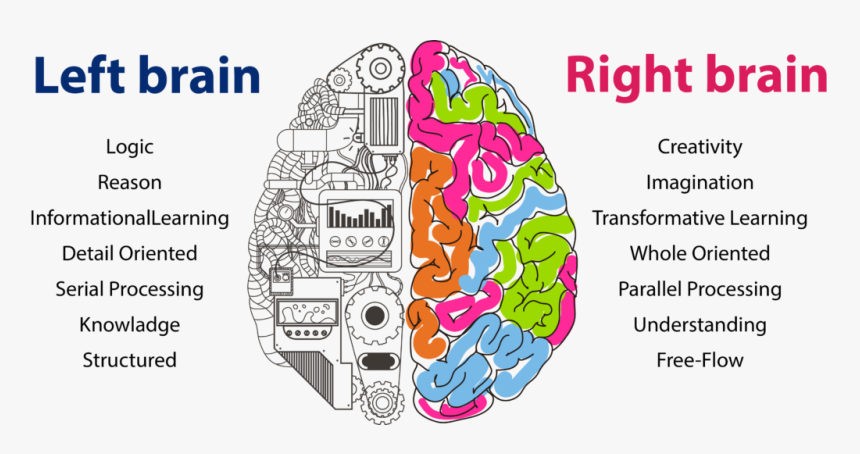 Left brain
Logic
Reason
InformationalLearning
Detail Oriented
Serial Processing
Knowladge
Structured
Right brain
Creativity
Imagination
Transformative Learning
Whole Oriented
Parallel Processing
Understanding
Free-Flow